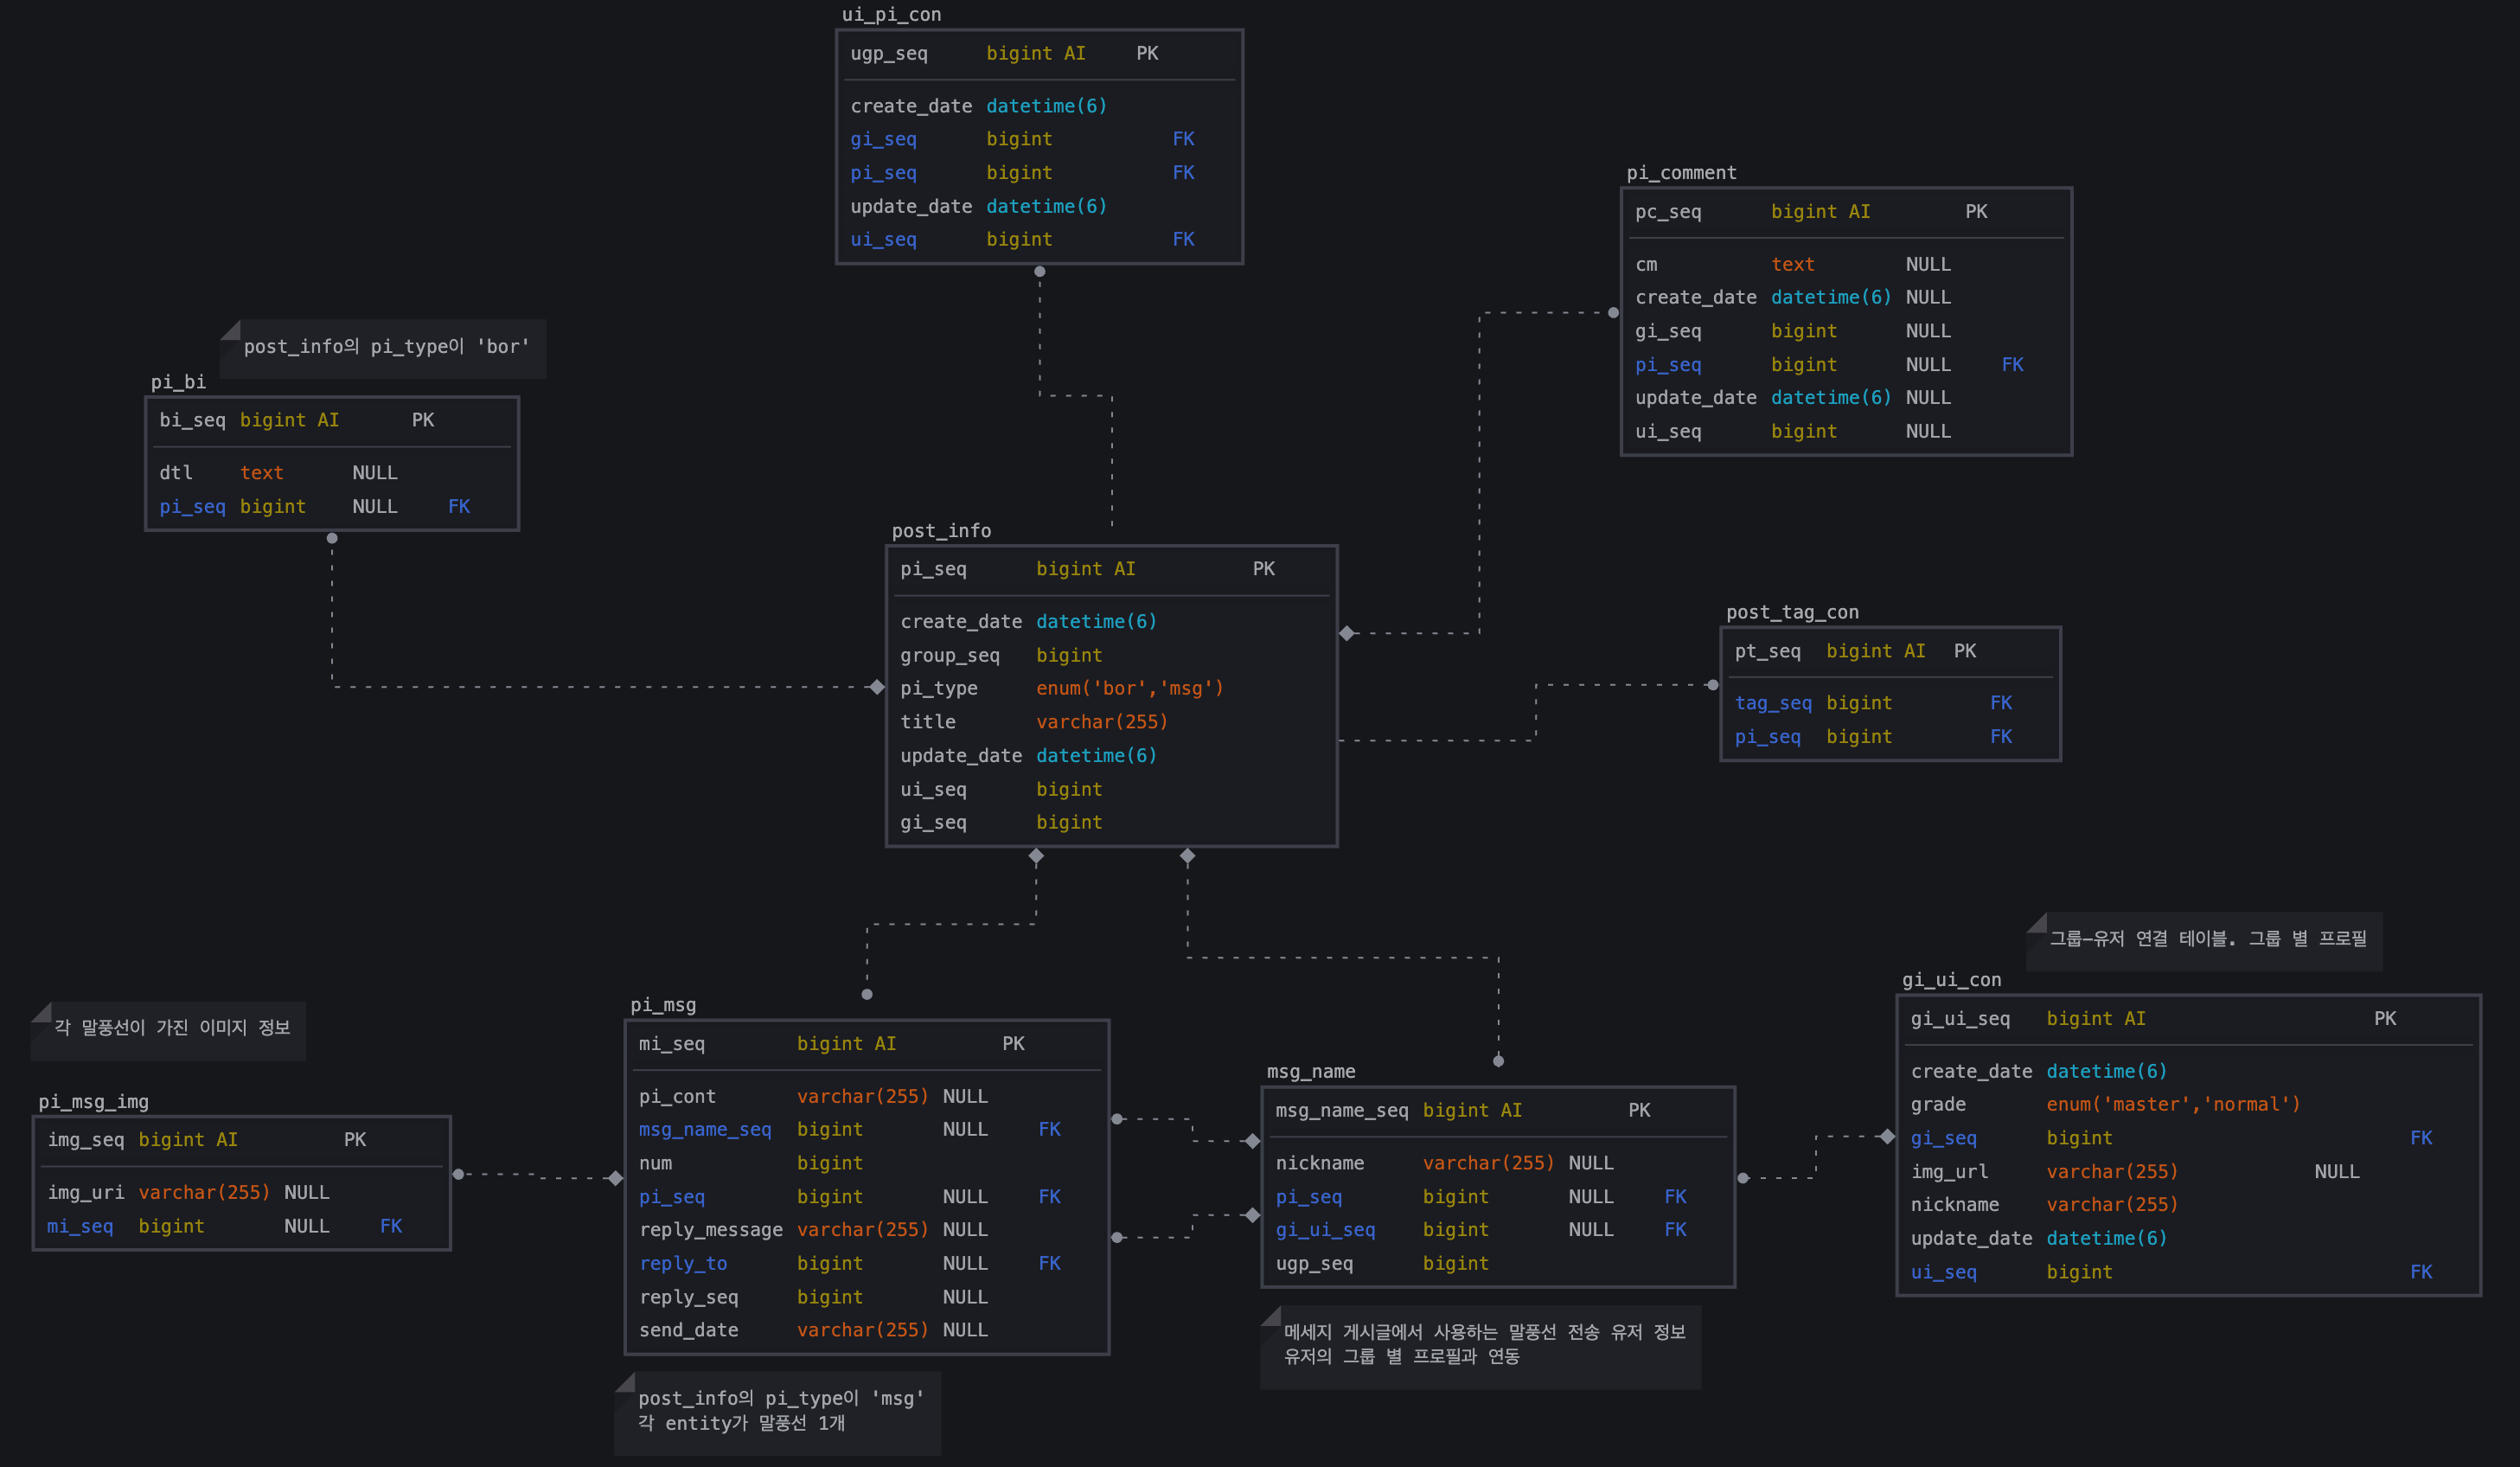 ui_pi_con
ugp_seq bigint AI PK
create_date datetime(6)
gi_seq bigint FK
pi_seq bigint FK
update_date datetime(6)
ui_seq bigint FK
pi_comment
pc_seq bigint AI PK
cm text NULL
create_date datetime(6) NULL
gi_seq bigint NULL
pi_seq bigint NULL FK
update_date datetime(6) NULL
ui_seq bigint NULL
post_info의 pi_type이 'bor'
pi_bi
bi_seq bigint AI PK
dtl text NULL
pi_seq bigint NULL FK
post_info
pi_seq bigint AI PK
create_date datetime(6)
group_seq bigint
pi_type enum('bor','msg')
title varchar(255)
update_date datetime(6)
ui_seq bigint
gi_seq bigint
post_tag_con
pt_seq bigint AI PK
tag_seq bigint FK
pi_seq bigint FK
각 말풍선이 가진 이미지 정보
pi_msg_img
img_seq bigint AI PK
img_uri varchar(255) NULL
mi_seq bigint NULL FK
pi_msg
mi_seq bigint AI PK
pi_cont varchar(255) NULL
msg_name_seq bigint NULL FK
num bigint
pi_seq bigint NULL FK
reply_message varchar(255) NULL
reply_to bigint NULL FK
reply_seq bigint NULL
send_date varchar(255) NULL
post_info의 pi_type이 'msg'
각 entity가 말풍선 1개
msg_name
msg_name_seq bigint AI PK
nickname varchar(255) NULL
pi_seq bigint NULL FK
gi_ui_seq bigint NULL FK
ugp_seq bigint
메세지 게시글에서 사용하는 말풍선 전송 유저 정보
유저의 그룹 별 프로필과 연동
그룹-유저 연결 테이블. 그룹 별 프로필
gi_ui_con
gi_ui_seq bigint AI PK
create_date datetime(6)
grade enum('master','normal')
gi_seq bigint FK
img_url varchar(255) NULL
nickname varchar(255)
update_date datetime(6)
ui_seq bigint FK